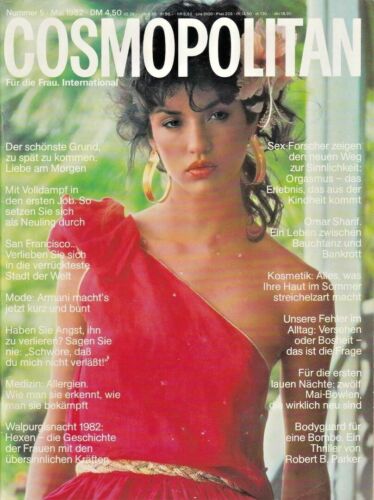 Nummer 5 · Mai 1982 · DM 4,50
COSMOPOLITAN
Für die Frau. International
Der schönste Grund,
zu spät zu kommen:
Liebe am Morgen
Mit Volldampf in
den ersten Job. So
setzen Sie sich
als Neuling durch
San Francisco.
Verlieben Sie sich
in die verrückteste
Stadt der Welt
Mode: Armani macht's
jetzt kurz und bunt
Haben Sie Angst, ihn
zu verlieren? Sagen Sie
nie: „Schwöre, daß
du mich nicht verläßt!"
Medizin: Allergien.
Wie man sie erkennt, wie
man sie bekämpft
Walpurgisnacht 1982:
Hexen – die Geschichte
der Frauen mit den
übersinnlichen Kräften
Sex-Forscher zeigen
den neuen Weg
zur Sinnlichkeit:
Orgasmus – das
Erlebnis, das aus der
Kindheit kommt
Omar Sharif.
Ein Leben zwischen
Bauchtanz und
Bankrott
Kosmetik: Alles, was
Ihre Haut im Sommer
streichelzart macht
Unsere Fehler im
Alltag: Versehen
oder Bosheit –
das ist die Frage
Für die ersten
lauen Nächte: zwölf
Mai-Bowlen,
die wirklich neu sind
Bodyguard für
eine Bombe. Ein
Thriller von
Robert B. Parker